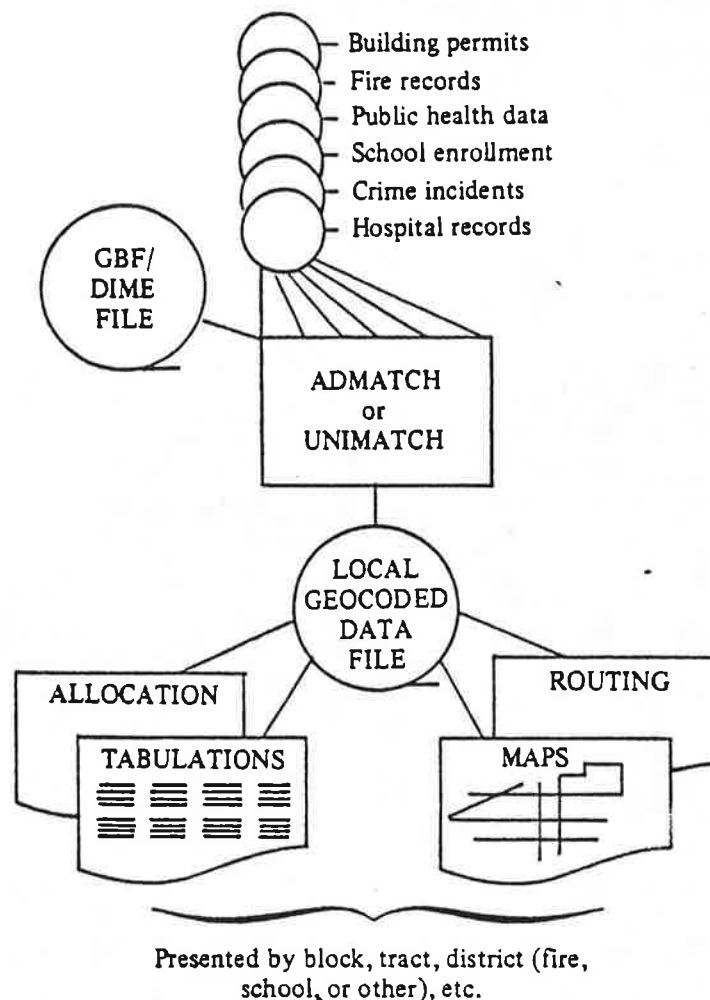 Building permits
Fire records
Public health data
School enrollment
Crime incidents
Hospital records
GBF/
DIME
FILE
ADMATCH
or
UNIMATCH
LOCAL
GEOCODED
DATA
FILE
ALLOCATION
ROUTING
TABULATIONS
MAPS
Presented by block, tract, district (fire,
school, or other), etc.